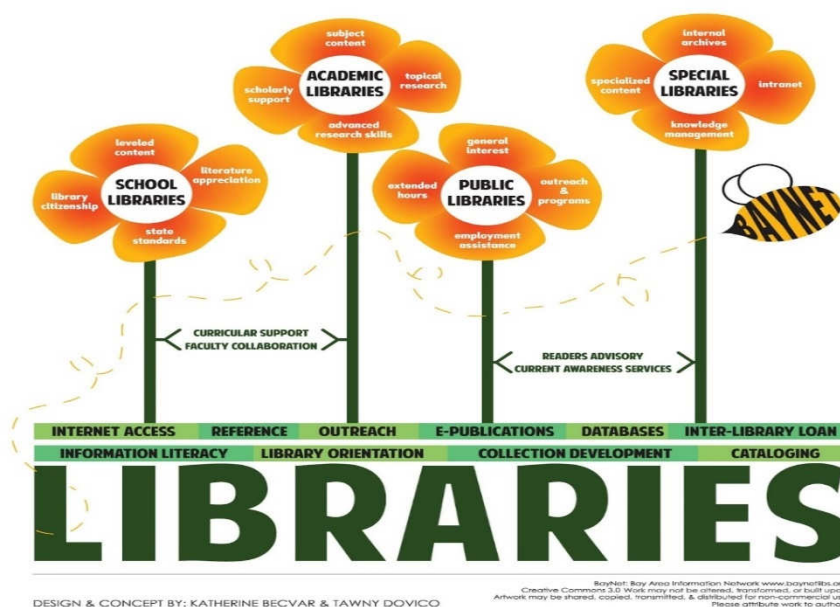 subject
content
ACADEMIC
LIBRARIES
scholarly
support
topical
research
advanced
research skills
internal
archives
SPECIAL
LIBRARIES
specialized
content
intranet
knowledge
management
leveled
content
SCHOOL
LIBRARIES
literature
appreciation
library
citizenship
state
standards
general
interest
PUBLIC
LIBRARIES
extended
hours
outreach
&
programs
employment
assistance
BAYNET
CURRICULAR SUPPORT
FACULTY COLLABORATION
READERS ADVISORY
CURRENT AWARENESS SERVICES
INTERNET ACCESS REFERENCE OUTREACH E-PUBLICATIONS DATABASES INTER-LIBRARY LOAN
INFORMATION LITERACY LIBRARY ORIENTATION COLLECTION DEVELOPMENT CATALOGING
LIBRARIES
DESIGN & CONCEPT BY: KATHERINE BECVAR & TAWNY DOVICO
BayNet: Bay Area Information Network
Creative Commons 3.0 Work may not be altered, transformed, or built
Artwork may be shared, copied, transmitted, & distributed for non-commercial
Please attribute work to